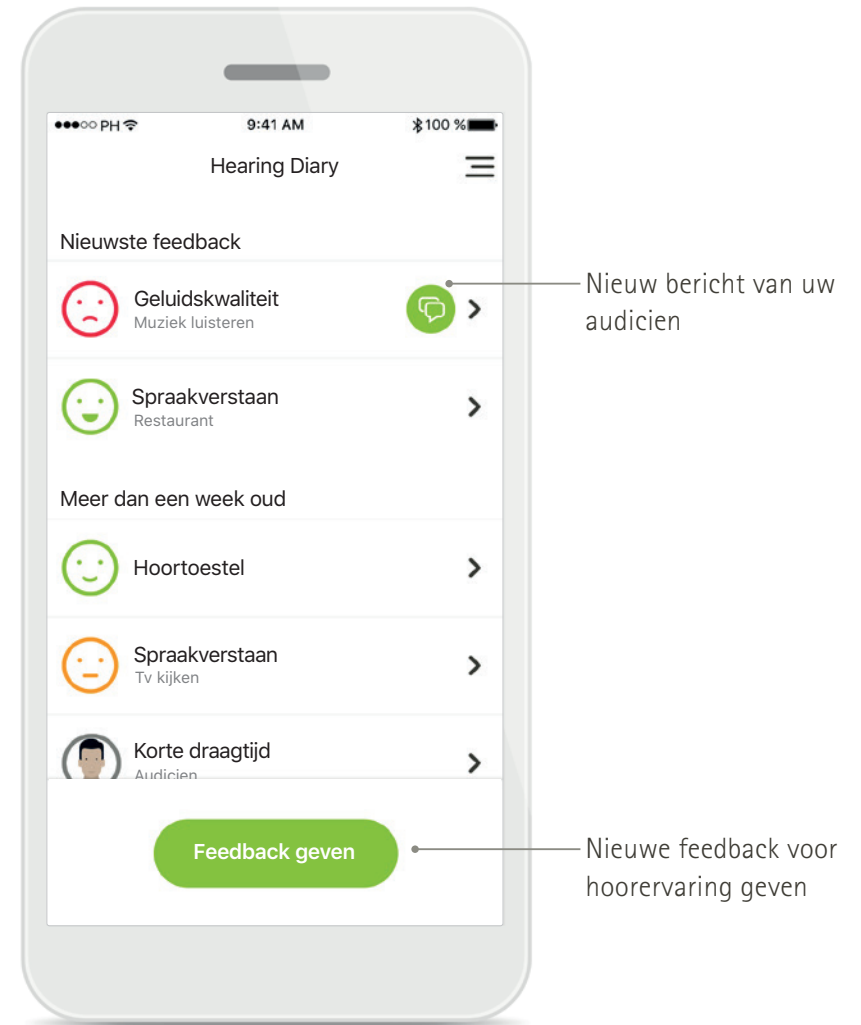 PH 9:41 AM 100 %
Hearing Diary
Nieuwste feedback
Geluidskwaliteit
Muziek luisteren
Nieuw bericht van uw
audicien
Spraakverstaan
Restaurant
Meer dan een week oud
Hoortoestel
Spraakverstaan
Tv kijken
Korte draagtijd
Audicien
Feedback geven
Nieuwe feedback voor
hoorervaring geven